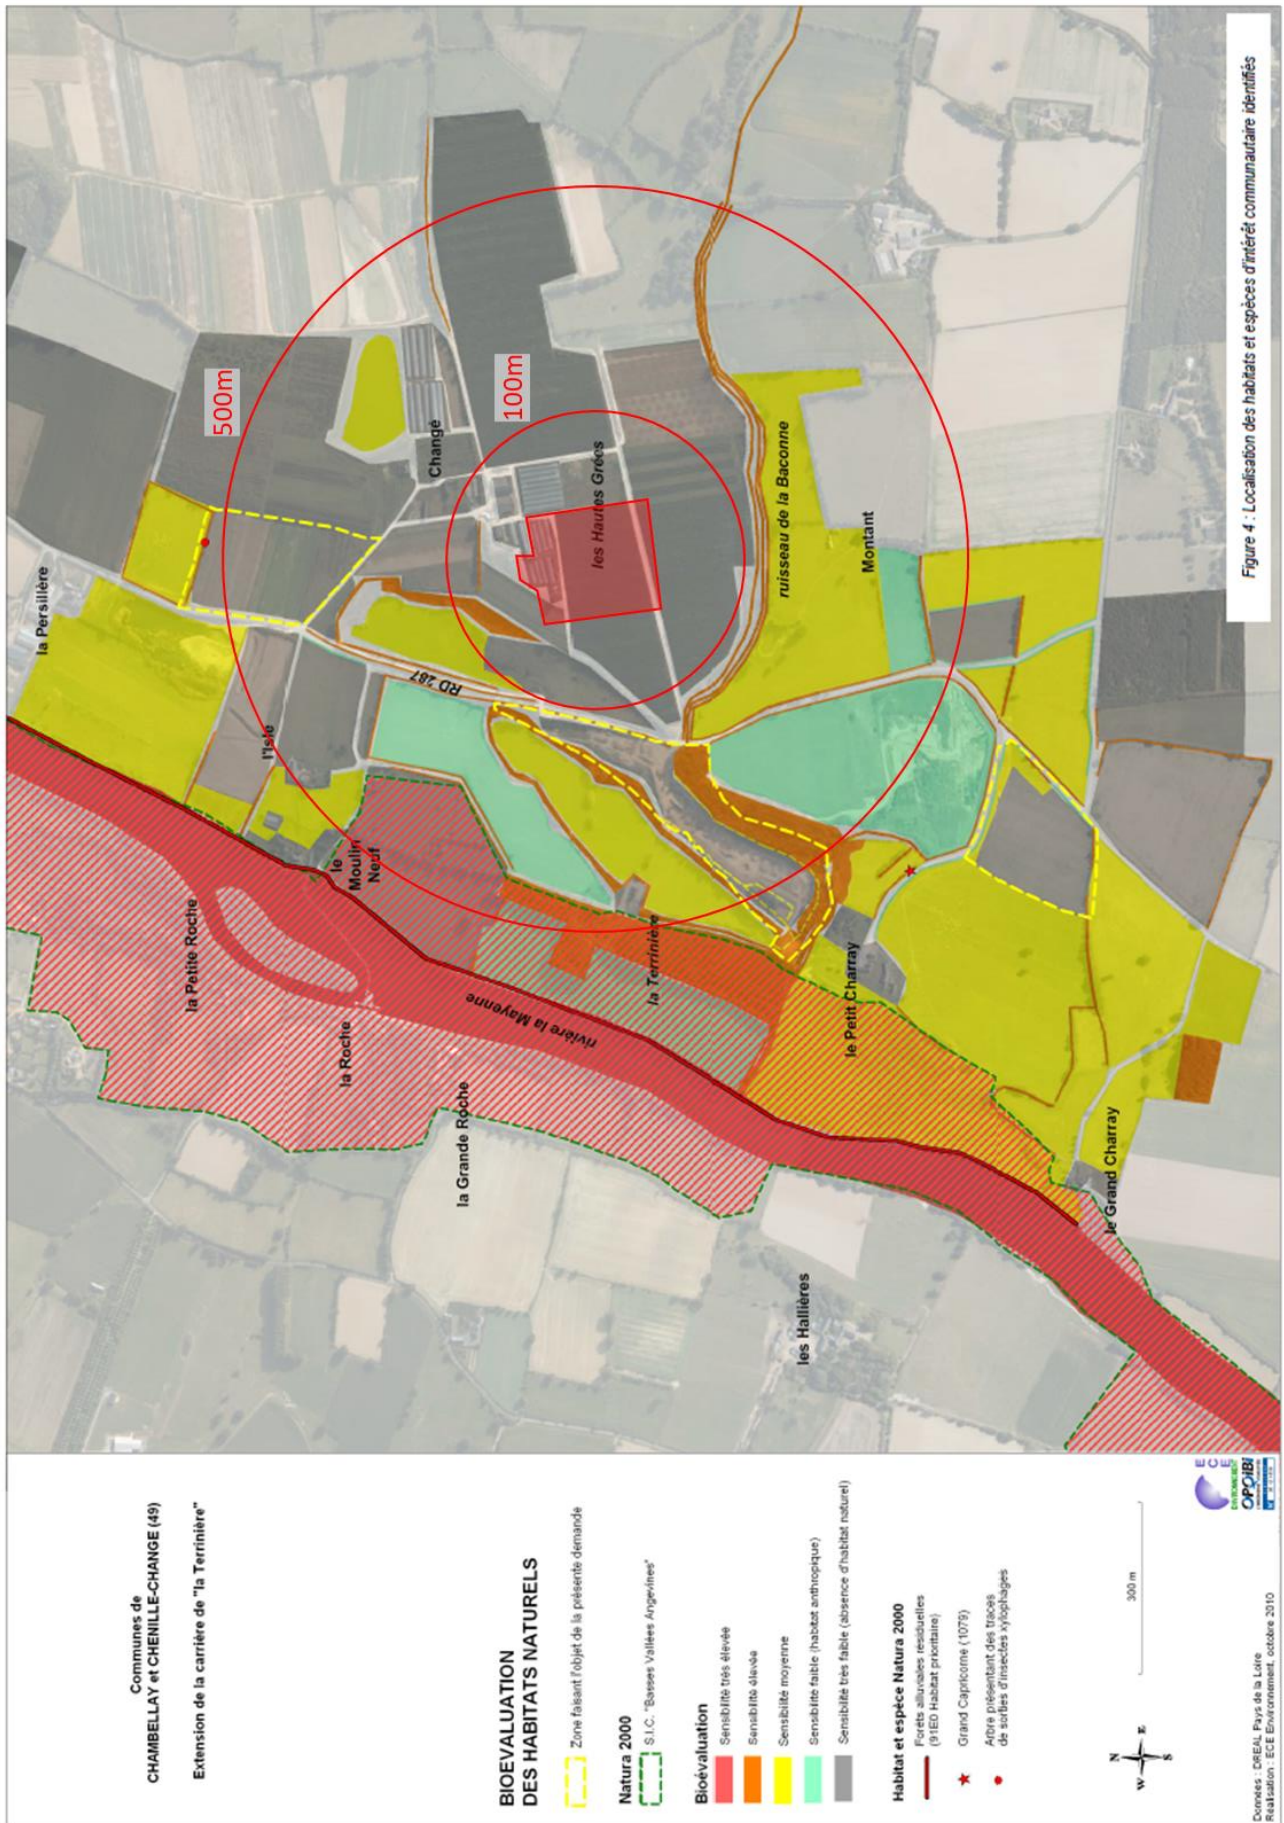 Communes de
CHAMBELLAY et CHENILLE-CHANGE (49)
Extension de la carrière de "la Terrinière"
BIOEVALUATION
DES HABITATS NATURELS
Zone faisant l'objet de la présente demande
Natura 2000
S.I.C. "Basses Vallées Angevines"
Bioévaluation
Sensibilité très élevée
Sensibilité élevée
Sensibilité moyenne
Sensibilité faible (habitat anthropique)
Sensibilité très faible (absence d'habitat naturel)
Habitat et espèce Natura 2000
Forêts alluviales résiduelles
(91E0 Habitat prioritaire)
Grand Capricorne (1079)
Arbre présentant des traces
de sorties d'insectes xylophages
N
W E
S
300 m
Données : DREAL Pays de la Loire
Réalisation : ECE Environnement, octobre 2010
ECE
ENVIRONNEMENT
OPQIBI
la Persillère
500m
100m
Changé
les Hautes Grées
RD 287
l'Isle
le
Moulin
Neuf
la Petite Roche
la Roche
la Grande Roche
rivière la Mayenne
la Terrinière
ruisseau de la Baconne
Montant
le Petit Charray
le Grand Charray
les Hallières
Figure 4 : Localisation des habitats et espèces d'intérêt communautaire identifiés